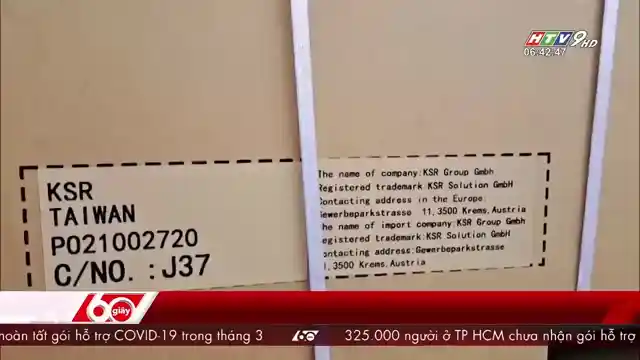 HTV9 HD
06:42:47
KSR
TAIWAN
P021002720
C/NO. : J37
The name of company:KSR Group Gmbh
Registered trademark:KSR Solution GmbH
Contacting address in the Europe:
Gewerbeparkstrasse 11, 3500 Krems, Austria
The name of import company:KSR Group Gmbh
registered trademark:KSR Solution GmbH
contacting address:Gewerbeparkstrasse
11, 3500 Krems, Austria
60 giây
hoàn tất gói hỗ trợ COVID-19 trong tháng 3
60
325.000 người ở TP HCM chưa nhận gói hỗ trợ